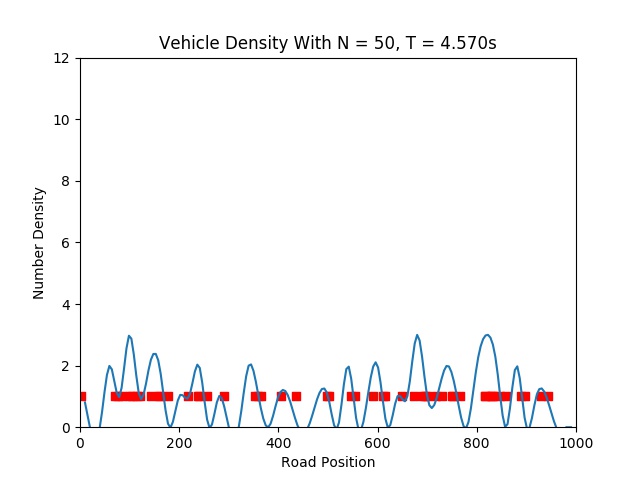 Vehicle Density With N = 50, T = 4.570s
12
10
8
6
4
2
0
Number Density
0 200 400 600 800 1000
Road Position